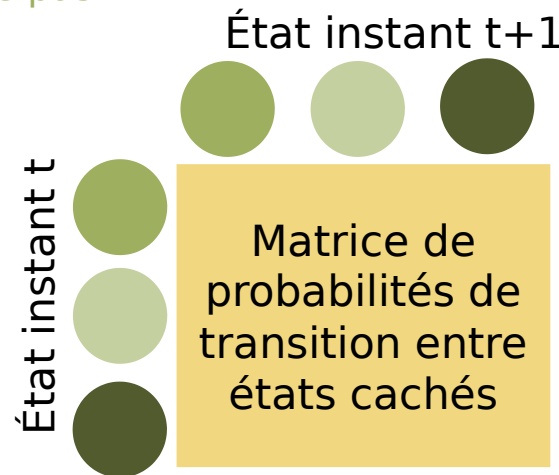 État instant t+1
État instant t
Matrice de
probabilités de
transition entre
états cachés